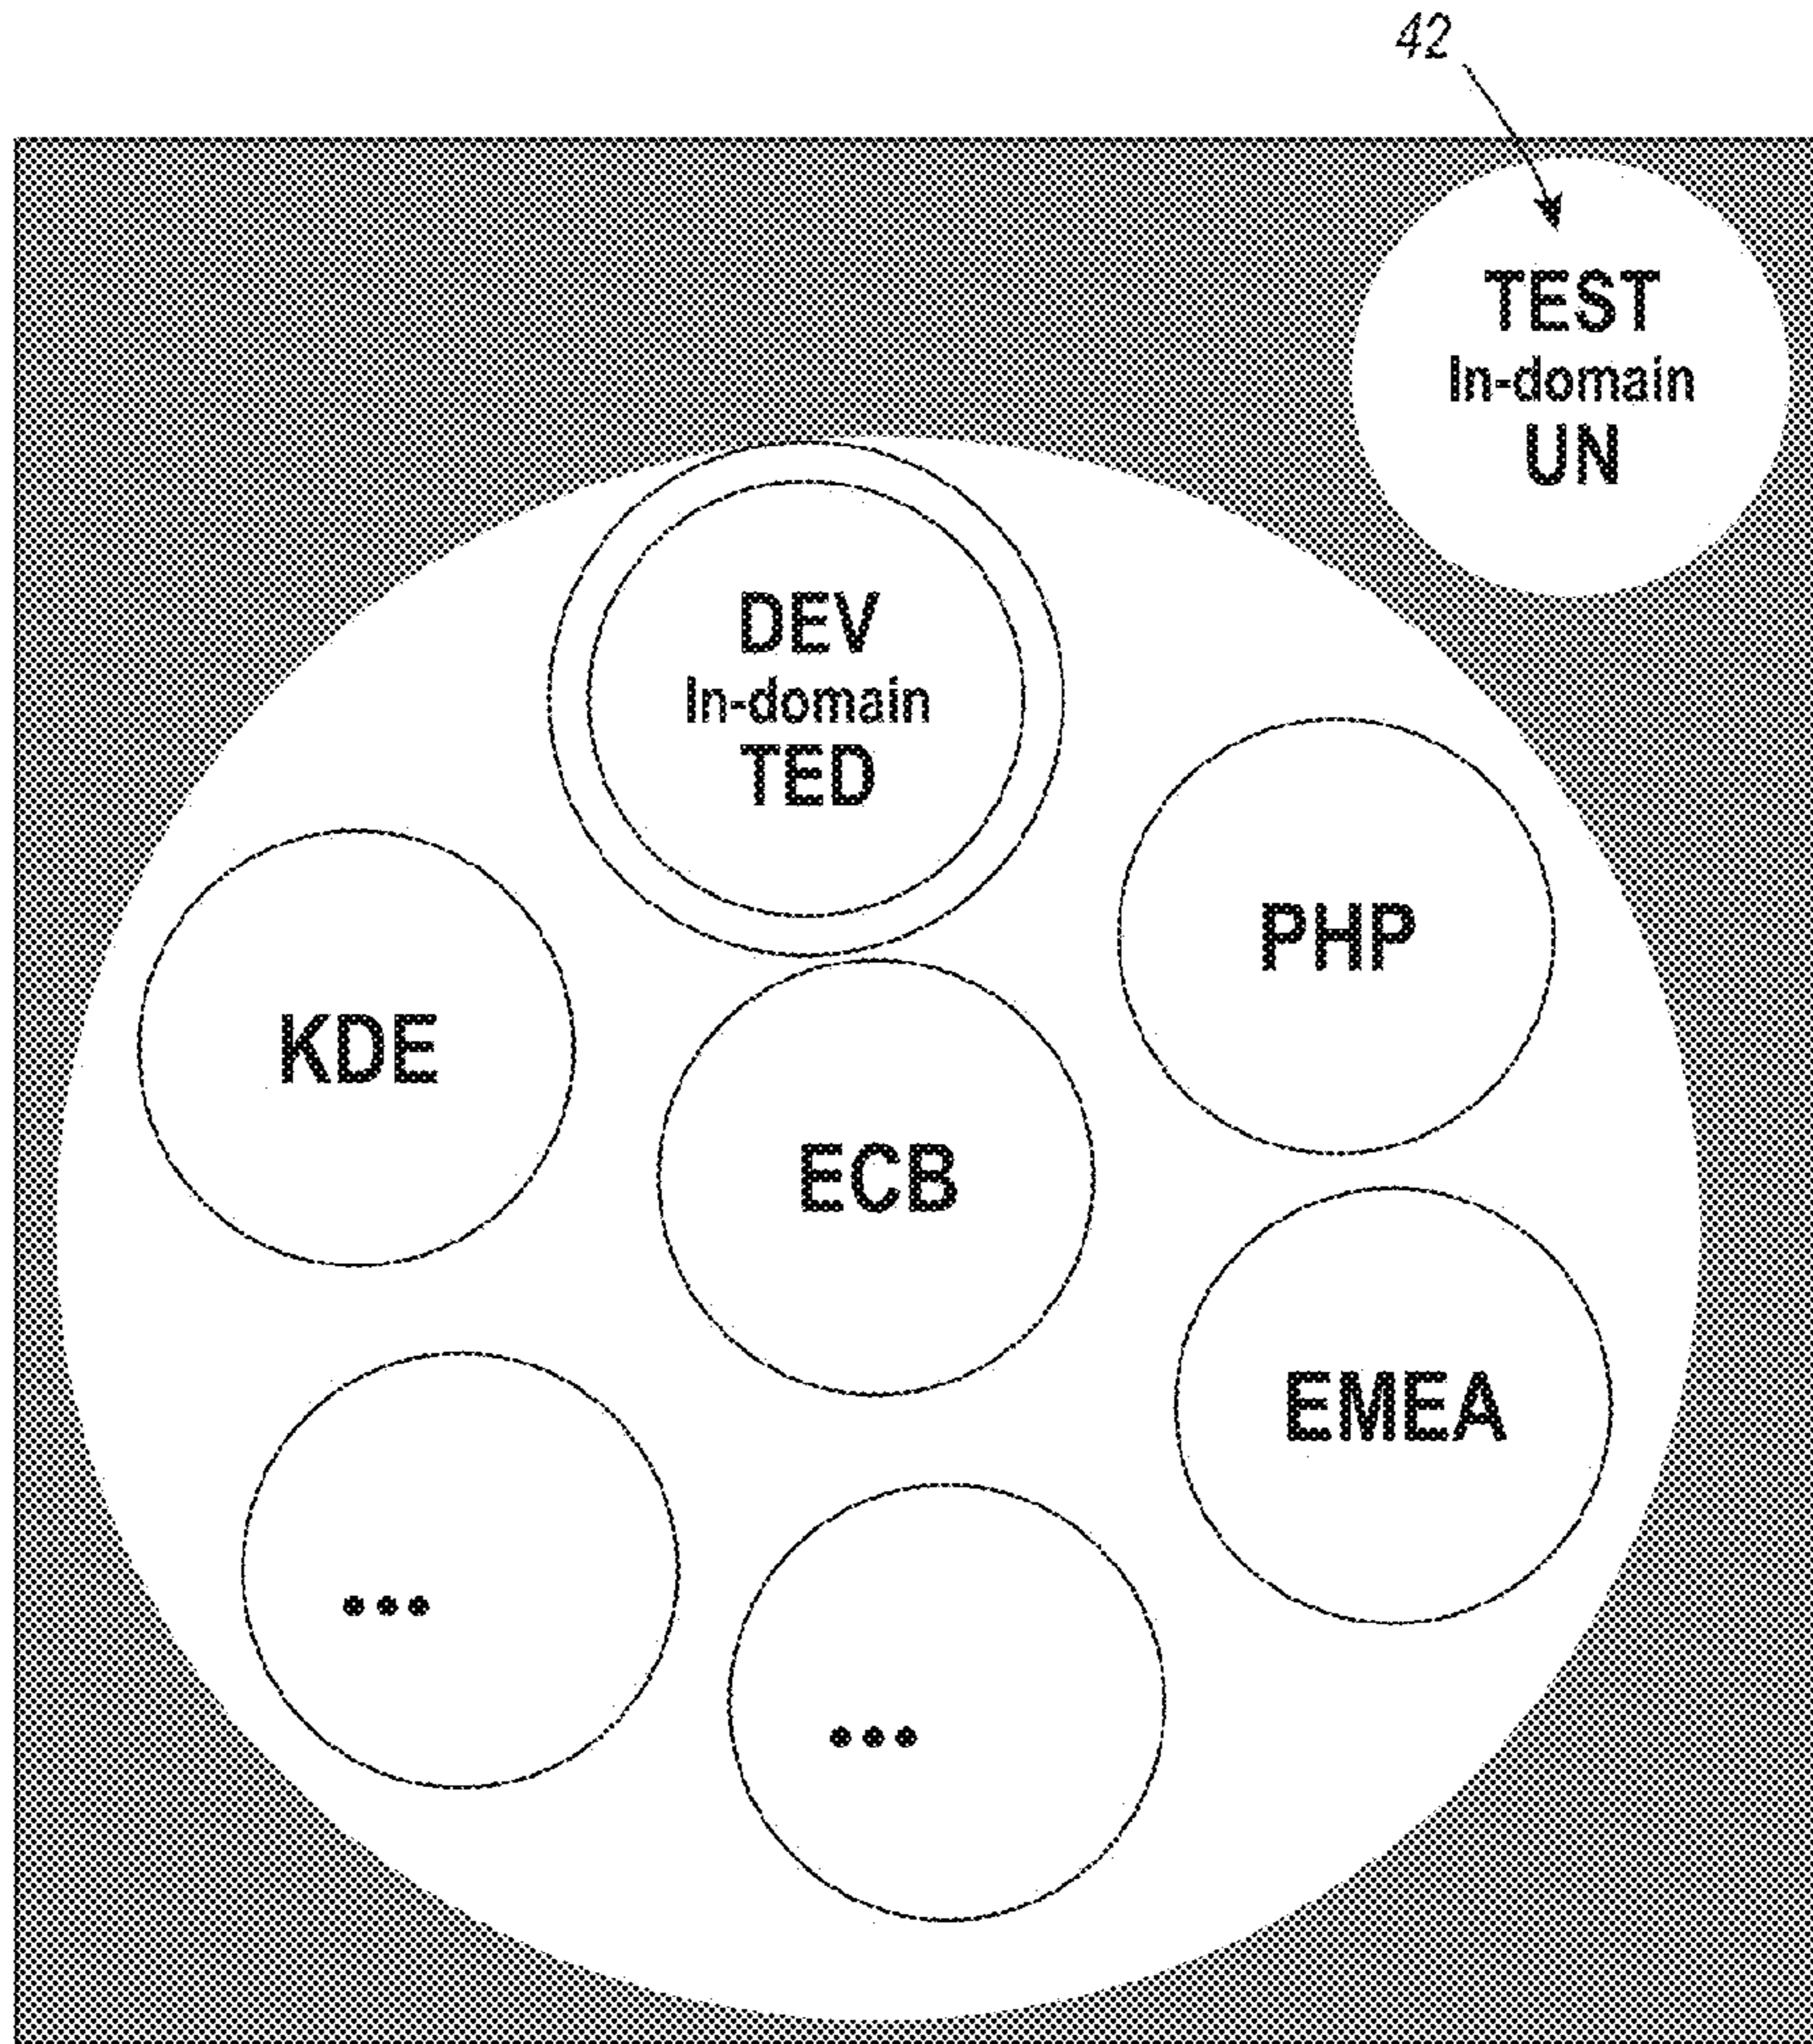 42
TEST
In-domain
UN
DEV
In-domain
TED
PHP
KDE
ECB
EMEA
•••
•••